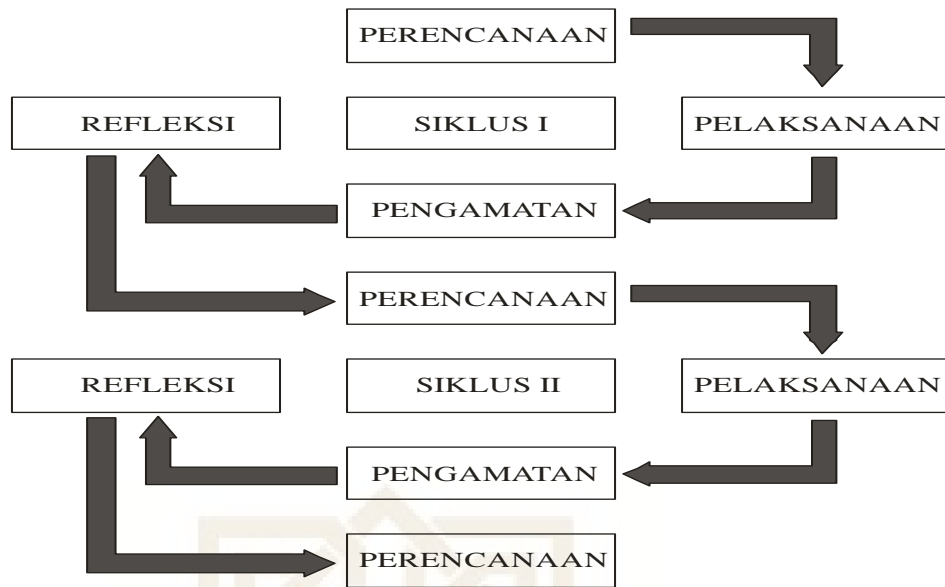 PERENCANAAN
REFLEKSI
SIKLUS I
PELAKSANAAN
PENGAMATAN
PERENCANAAN
REFLEKSI
SIKLUS II
PELAKSANAAN
PENGAMATAN
PERENCANAAN